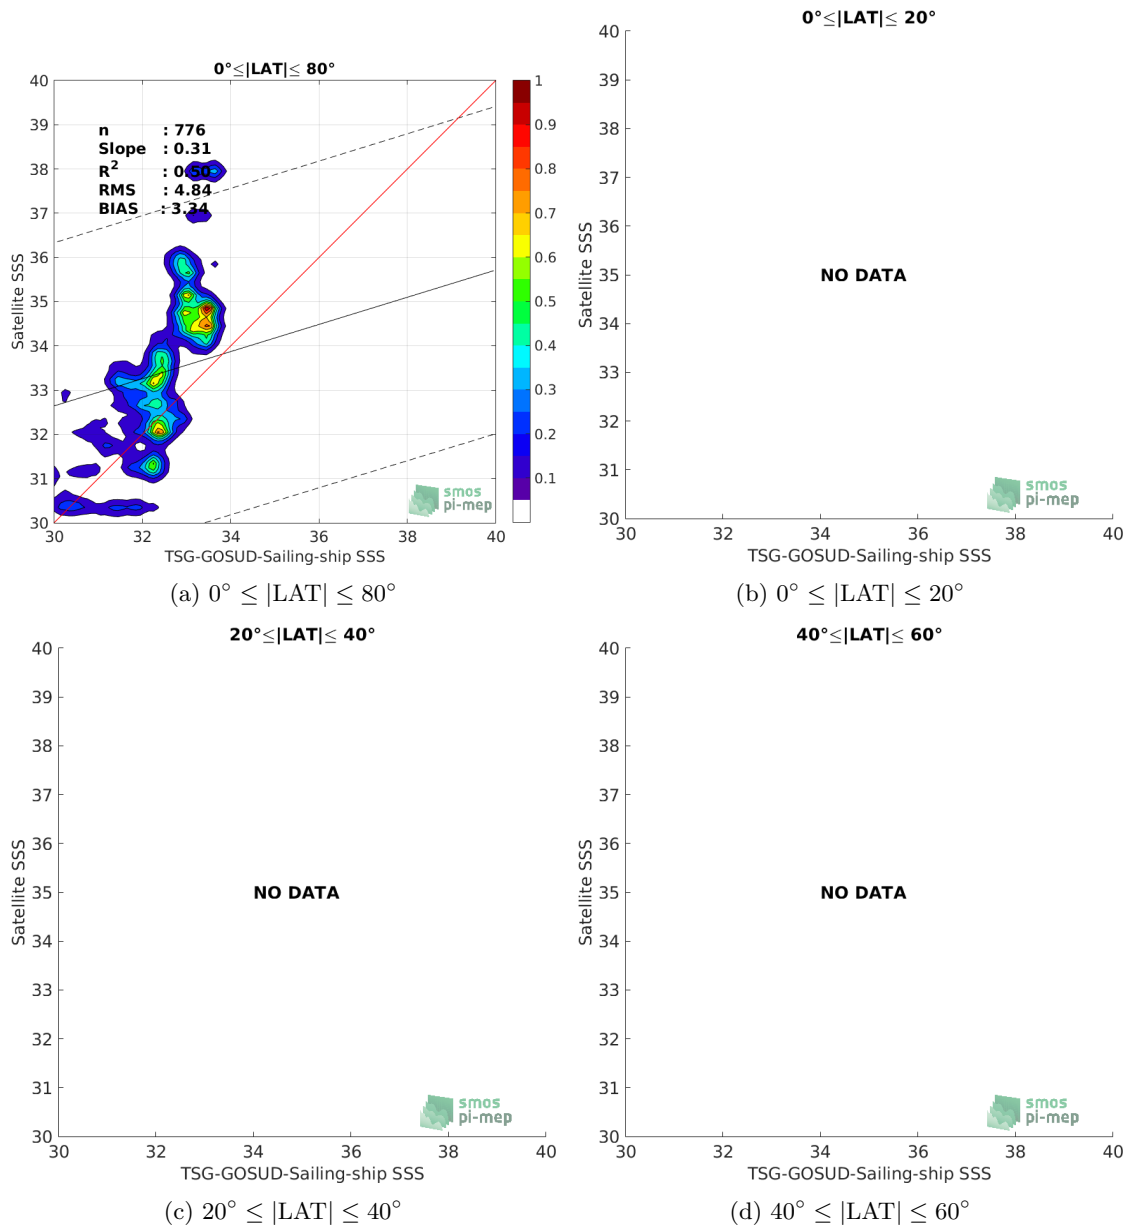 0°≤|LAT|≤ 80°
40
39
38
37
36
35
34
33
32
31
30
n : 776
Slope : 0.31
R² : 0.50
RMS : 4.84
BIAS : 3.34
Satellite SSS
30 32 34 36 38 40
TSG-GOSUD-Sailing-ship SSS
1
0.9
0.8
0.7
0.6
0.5
0.4
0.3
0.2
0.1
smos
pi-mep
(a) 0° ≤ |LAT| ≤ 80°
0°≤|LAT|≤ 20°
40
39
38
37
36
35
34
33
32
31
30
Satellite SSS
NO DATA
smos
pi-mep
30 32 34 36 38 40
TSG-GOSUD-Sailing-ship SSS
(b) 0° ≤ |LAT| ≤ 20°
20°≤|LAT|≤ 40°
40
39
38
37
36
35
34
33
32
31
30
Satellite SSS
NO DATA
smos
pi-mep
30 32 34 36 38 40
TSG-GOSUD-Sailing-ship SSS
(c) 20° ≤ |LAT| ≤ 40°
40°≤|LAT|≤ 60°
40
39
38
37
36
35
34
33
32
31
30
Satellite SSS
NO DATA
smos
pi-mep
30 32 34 36 38 40
TSG-GOSUD-Sailing-ship SSS
(d) 40° ≤ |LAT| ≤ 60°